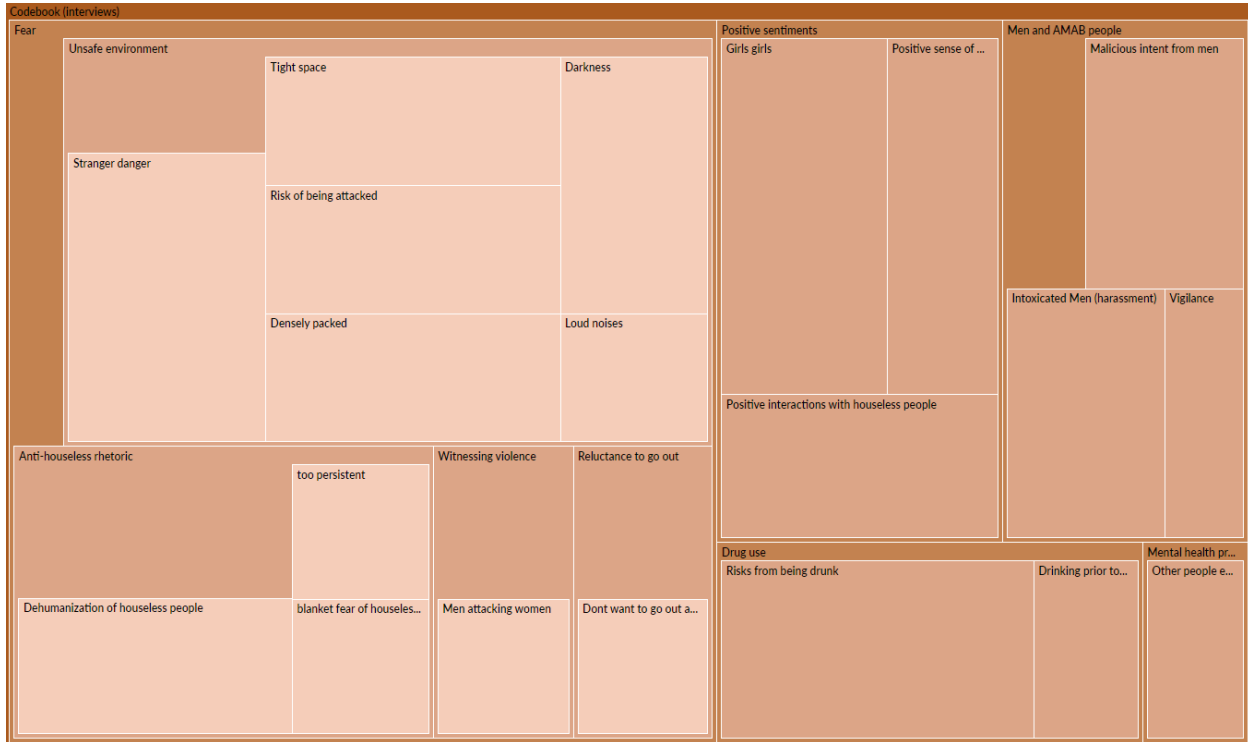 Codebook (interviews)
Fear
Unsafe environment
Tight space
Darkness
Stranger danger
Risk of being attacked
Densely packed
Loud noises
Anti-houseless rhetoric
too persistent
Dehumanization of houseless people
blanket fear of houseles...
Witnessing violence
Men attacking women
Reluctance to go out
Dont want to go out a...
Positive sentiments
Girls girls
Positive sense of ...
Positive interactions with houseless people
Men and AMAB people
Malicious intent from men
Intoxicated Men (harassment)
Vigilance
Drug use
Risks from being drunk
Drinking prior to...
Mental health pr...
Other people e...